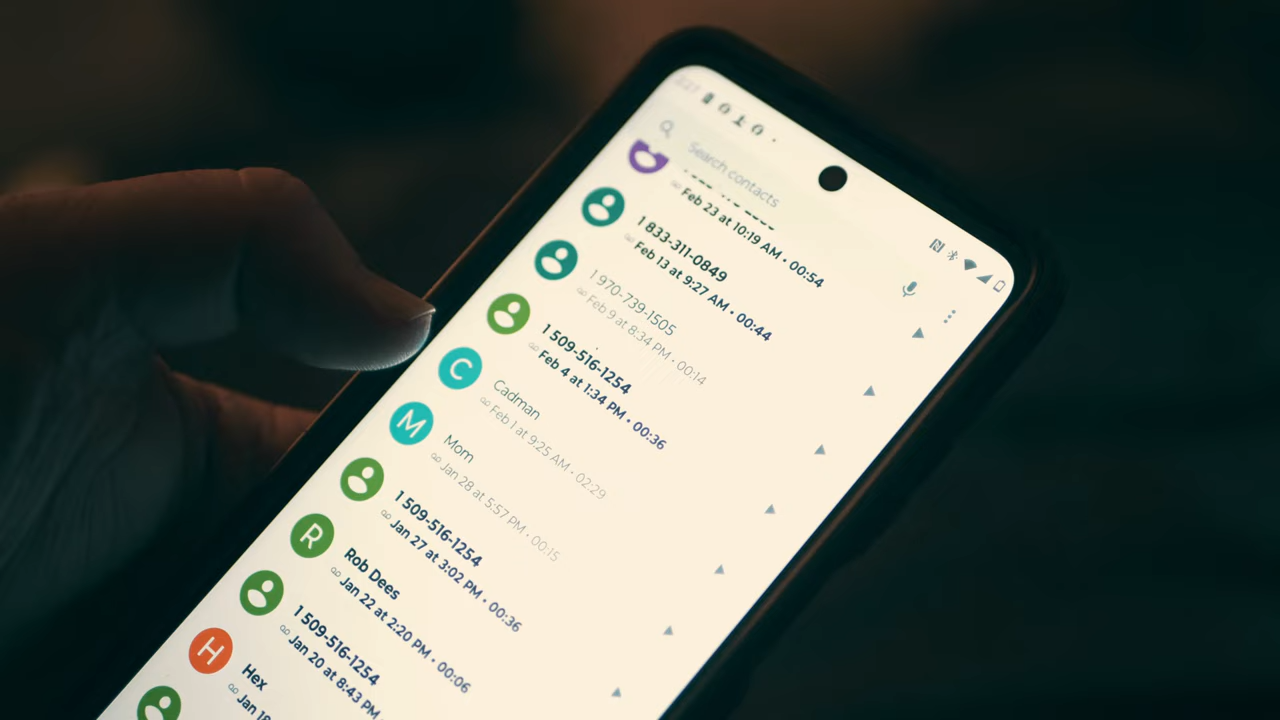 Search contacts
Feb 23 at 10:19 AM • 00:54
1 833-311-0849
Feb 13 at 9:27 AM • 00:44
1 970-739-1505
Feb 9 at 8:34 PM • 00:14
1 509-516-1254
Feb 4 at 1:34 PM • 00:36
C
Cadman
Feb 1 at 9:25 AM • 02:29
M
Mom
Jan 28 at 5:57 PM • 00:15
1 509-516-1254
Jan 27 at 3:02 PM • 00:36
R
Rob Dees
Jan 22 at 2:20 PM • 00:06
1 509-516-1254
Jan 20 at 8:43 PM •
H
Hex
Jan